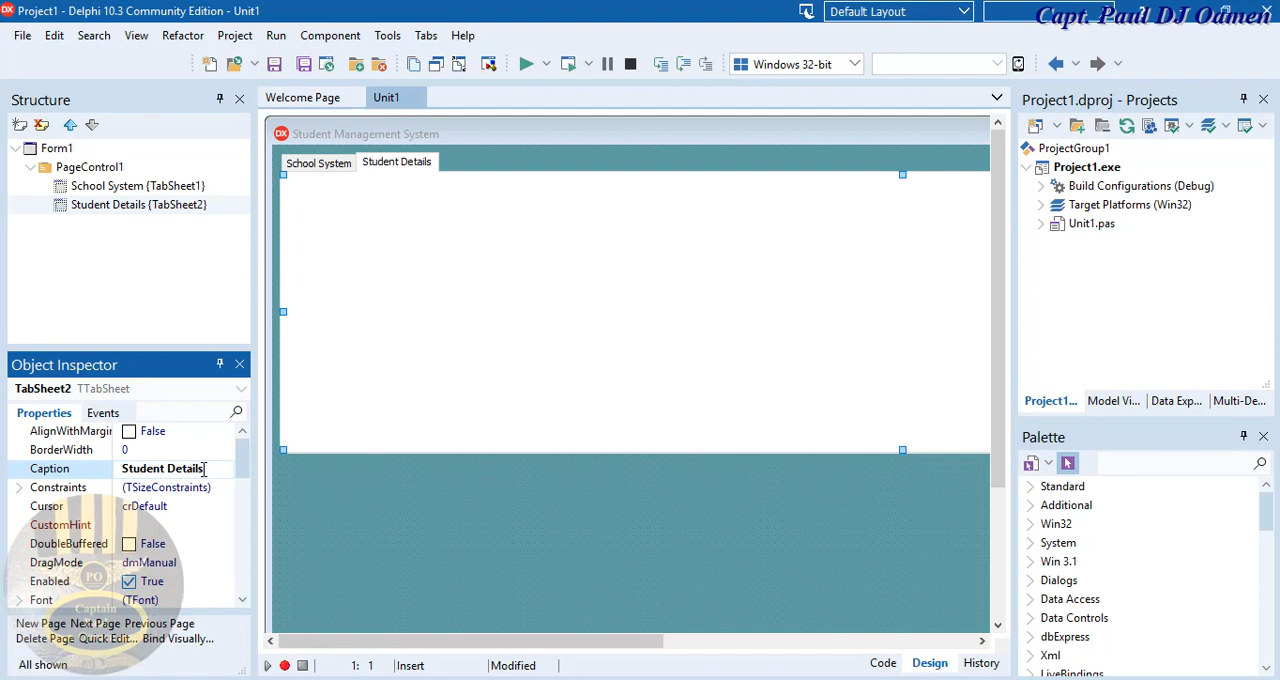 Project1 - Delphi 10.3 Community Edition - Unit1
Default Layout
Capt. Paul DJ Oamen
File Edit Search View Refactor Project Run Component Tools Tabs Help
Windows 32-bit
Structure
Form1
PageControl1
School System {TabSheet1}
Student Details {TabSheet2}
Object Inspector
TabSheet2 TTabSheet
Properties Events
AlignWithMargin False
BorderWidth 0
Caption Student Details
Constraints (TSizeConstraints)
Cursor crDefault
CustomHint
DoubleBuffered False
DragMode dmManual
Enabled True
Font (TFont)
PO
Captain
New Page Next Page Previous Page
Delete Page Quick Edit... Bind Visually...
All shown
Welcome Page Unit1
Student Management System
School System Student Details
1: 1 Insert Modified
Code Design History
Project1.dproj - Projects
ProjectGroup1
Project1.exe
Build Configurations (Debug)
Target Platforms (Win32)
Unit1.pas
Project1... Model Vi... Data Exp... Multi-De...
Palette
Standard
Additional
Win32
System
Win 3.1
Dialogs
Data Access
Data Controls
dbExpress
Xml
LiveBindings